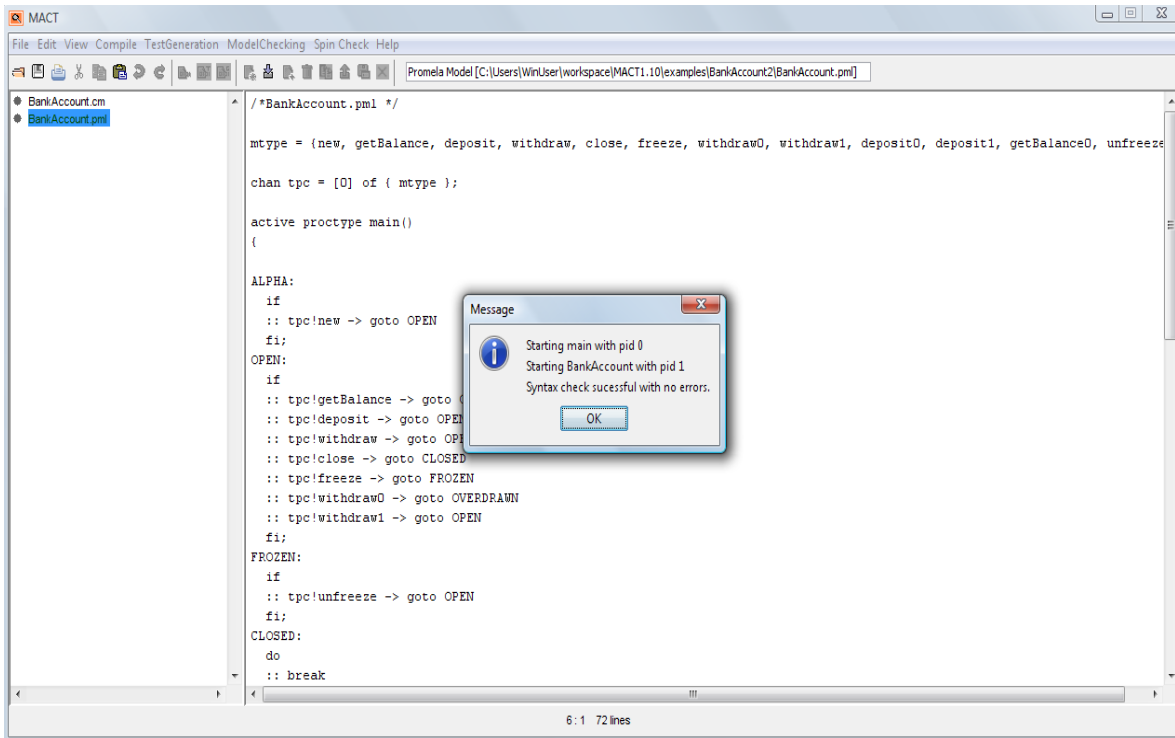 MACT
File Edit View Compile TestGeneration ModelChecking Spin Check Help
Promela Model [C:\Users\WinUser\workspace\MACT1.10\examples\BankAccount2\BankAccount.pml]
BankAccount.cm
BankAccount.pml
/*BankAccount.pml */
mtype = {new, getBalance, deposit, withdraw, close, freeze, withdraw0, withdraw1, deposit0, deposit1, getBalance0, unfreeze
chan tpc = [0] of { mtype };
active proctype main()
{
ALPHA:
if
:: tpc!new -> goto OPEN
fi;
OPEN:
if
:: tpc!getBalance -> goto
:: tpc!deposit -> goto OPEN
:: tpc!withdraw -> goto OPE
:: tpc!close -> goto CLOSED
:: tpc!freeze -> goto FROZEN
:: tpc!withdraw0 -> goto OVERDRAWN
:: tpc!withdraw1 -> goto OPEN
fi;
FROZEN:
if
:: tpc!unfreeze -> goto OPEN
fi;
CLOSED:
do
:: break
Message
Starting main with pid 0
Starting BankAccount with pid 1
Syntax check sucessful with no errors.
OK
6 : 1 72 lines